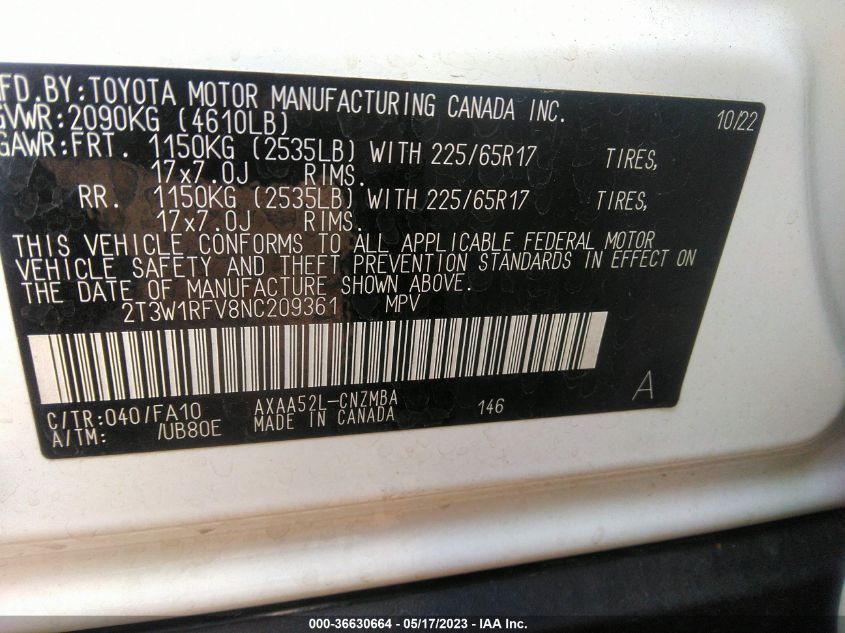 MFD.BY:TOYOTA MOTOR MANUFACTURING CANADA INC. 10/22
GVWR:2090KG (4610LB)
GAWR:FRT. 1150KG (2535LB) WITH 225/65R17 TIRES,
17x7.0J RIMS.
RR. 1150KG (2535LB) WITH 225/65R17 TIRES,
17x7.0J RIMS.
THIS VEHICLE CONFORMS TO ALL APPLICABLE FEDERAL MOTOR
VEHICLE SAFETY AND THEFT PREVENTION STANDARDS IN EFFECT ON
THE DATE OF MANUFACTURE SHOWN ABOVE.
2T3W1RFV8NC209361 MPV
C/TR:040/FA10 AXAA52L-CNZMBA 146 A
A/TM: /UB80E MADE IN CANADA
000-36630664 — 05/17/2023 — IAA Inc.